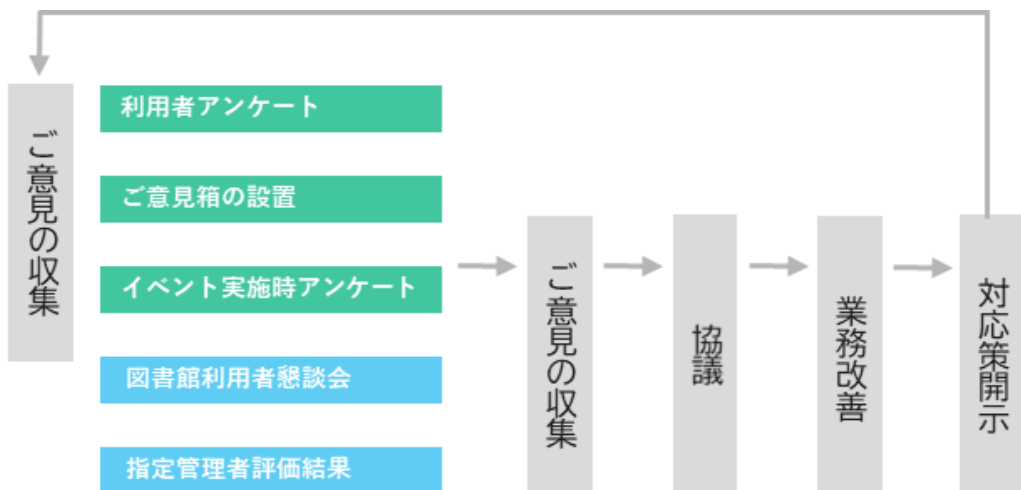 ご意見の収集
利用者アンケート
ご意見箱の設置
イベント実施時アンケート
図書館利用者懇談会
指定管理者評価結果
ご意見の収集
協議
業務改善
対応策開示